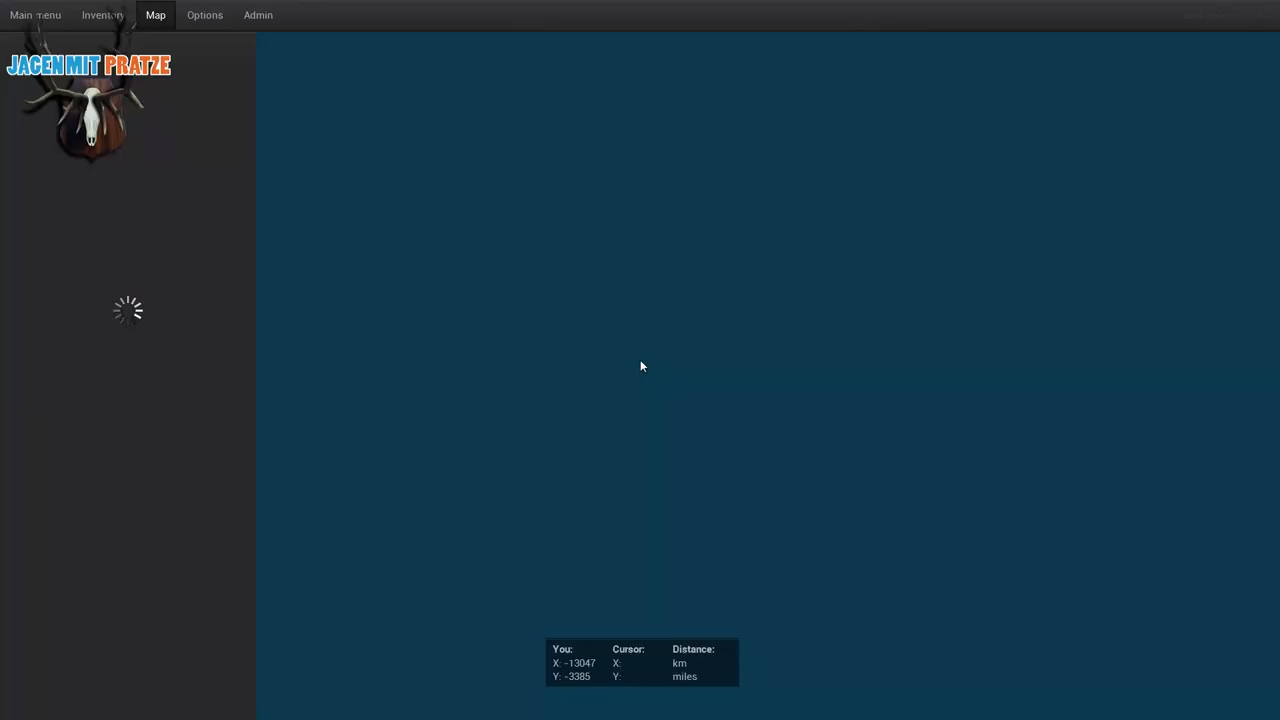 Main menu Inventory Map Options Admin
JAGEN MIT PRATZE
You: Cursor: Distance:
X: -13047 X: km
Y: -3385 Y: miles